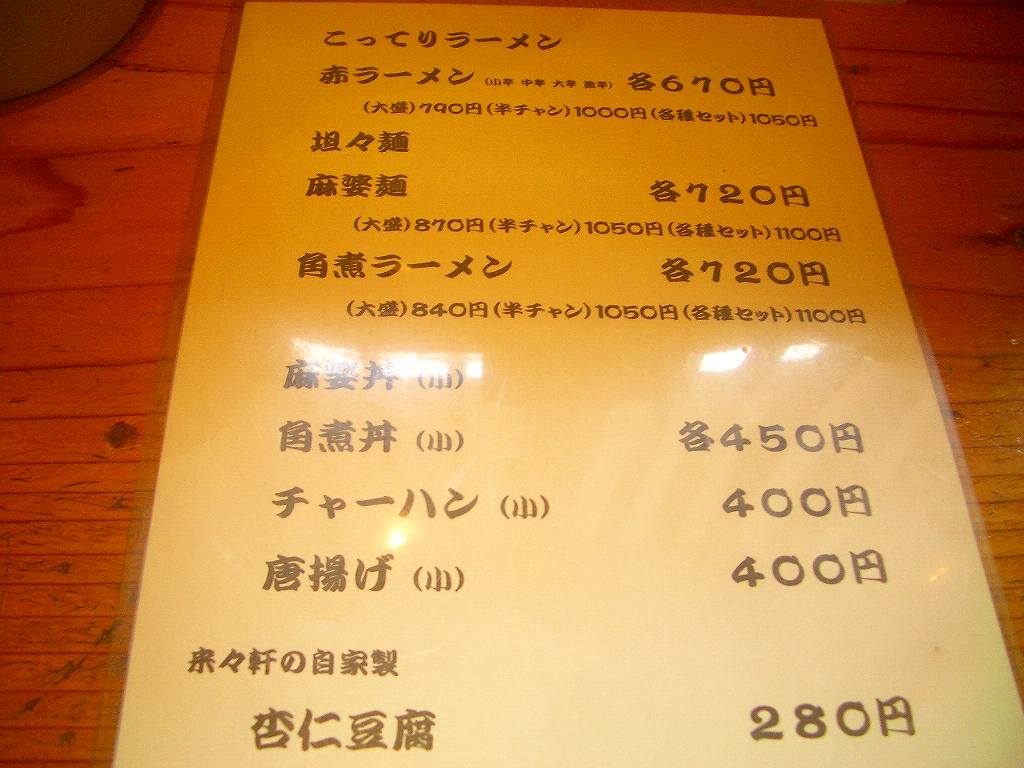 こってりラーメン
赤ラーメン (小辛 中辛 大辛 激辛) 各670円
(大盛)790円(半チャン)1000円(各種セット)1050円
坦々麺
麻婆麺 各720円
(大盛)870円(半チャン)1050円(各種セット)1100円
角煮ラーメン 各720円
(大盛)840円(半チャン)1050円(各種セット)1100円
麻婆丼 (小)
角煮丼 (小) 各450円
チャーハン (小) 400円
唐揚げ (小) 400円
来々軒の自家製
杏仁豆腐 280円